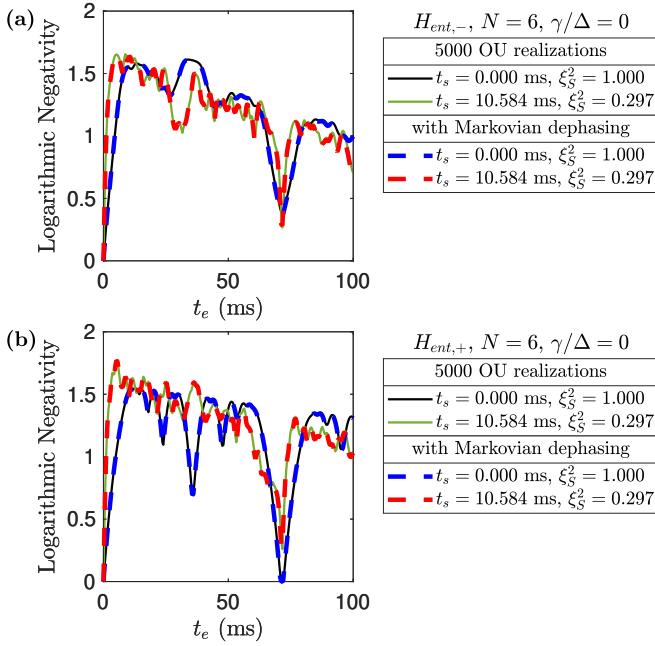 (a)
2
1.5
1
0.5
0
Logarithmic Negativity
0 50 100
t_e (ms)
H_{ent,−}, N = 6, γ/Δ = 0
5000 OU realizations
t_s = 0.000 ms, ξ_S^2 = 1.000
t_s = 10.584 ms, ξ_S^2 = 0.297
with Markovian dephasing
t_s = 0.000 ms, ξ_S^2 = 1.000
t_s = 10.584 ms, ξ_S^2 = 0.297
(b)
2
1.5
1
0.5
0
Logarithmic Negativity
0 50 100
t_e (ms)
H_{ent,+}, N = 6, γ/Δ = 0
5000 OU realizations
t_s = 0.000 ms, ξ_S^2 = 1.000
t_s = 10.584 ms, ξ_S^2 = 0.297
with Markovian dephasing
t_s = 0.000 ms, ξ_S^2 = 1.000
t_s = 10.584 ms, ξ_S^2 = 0.297